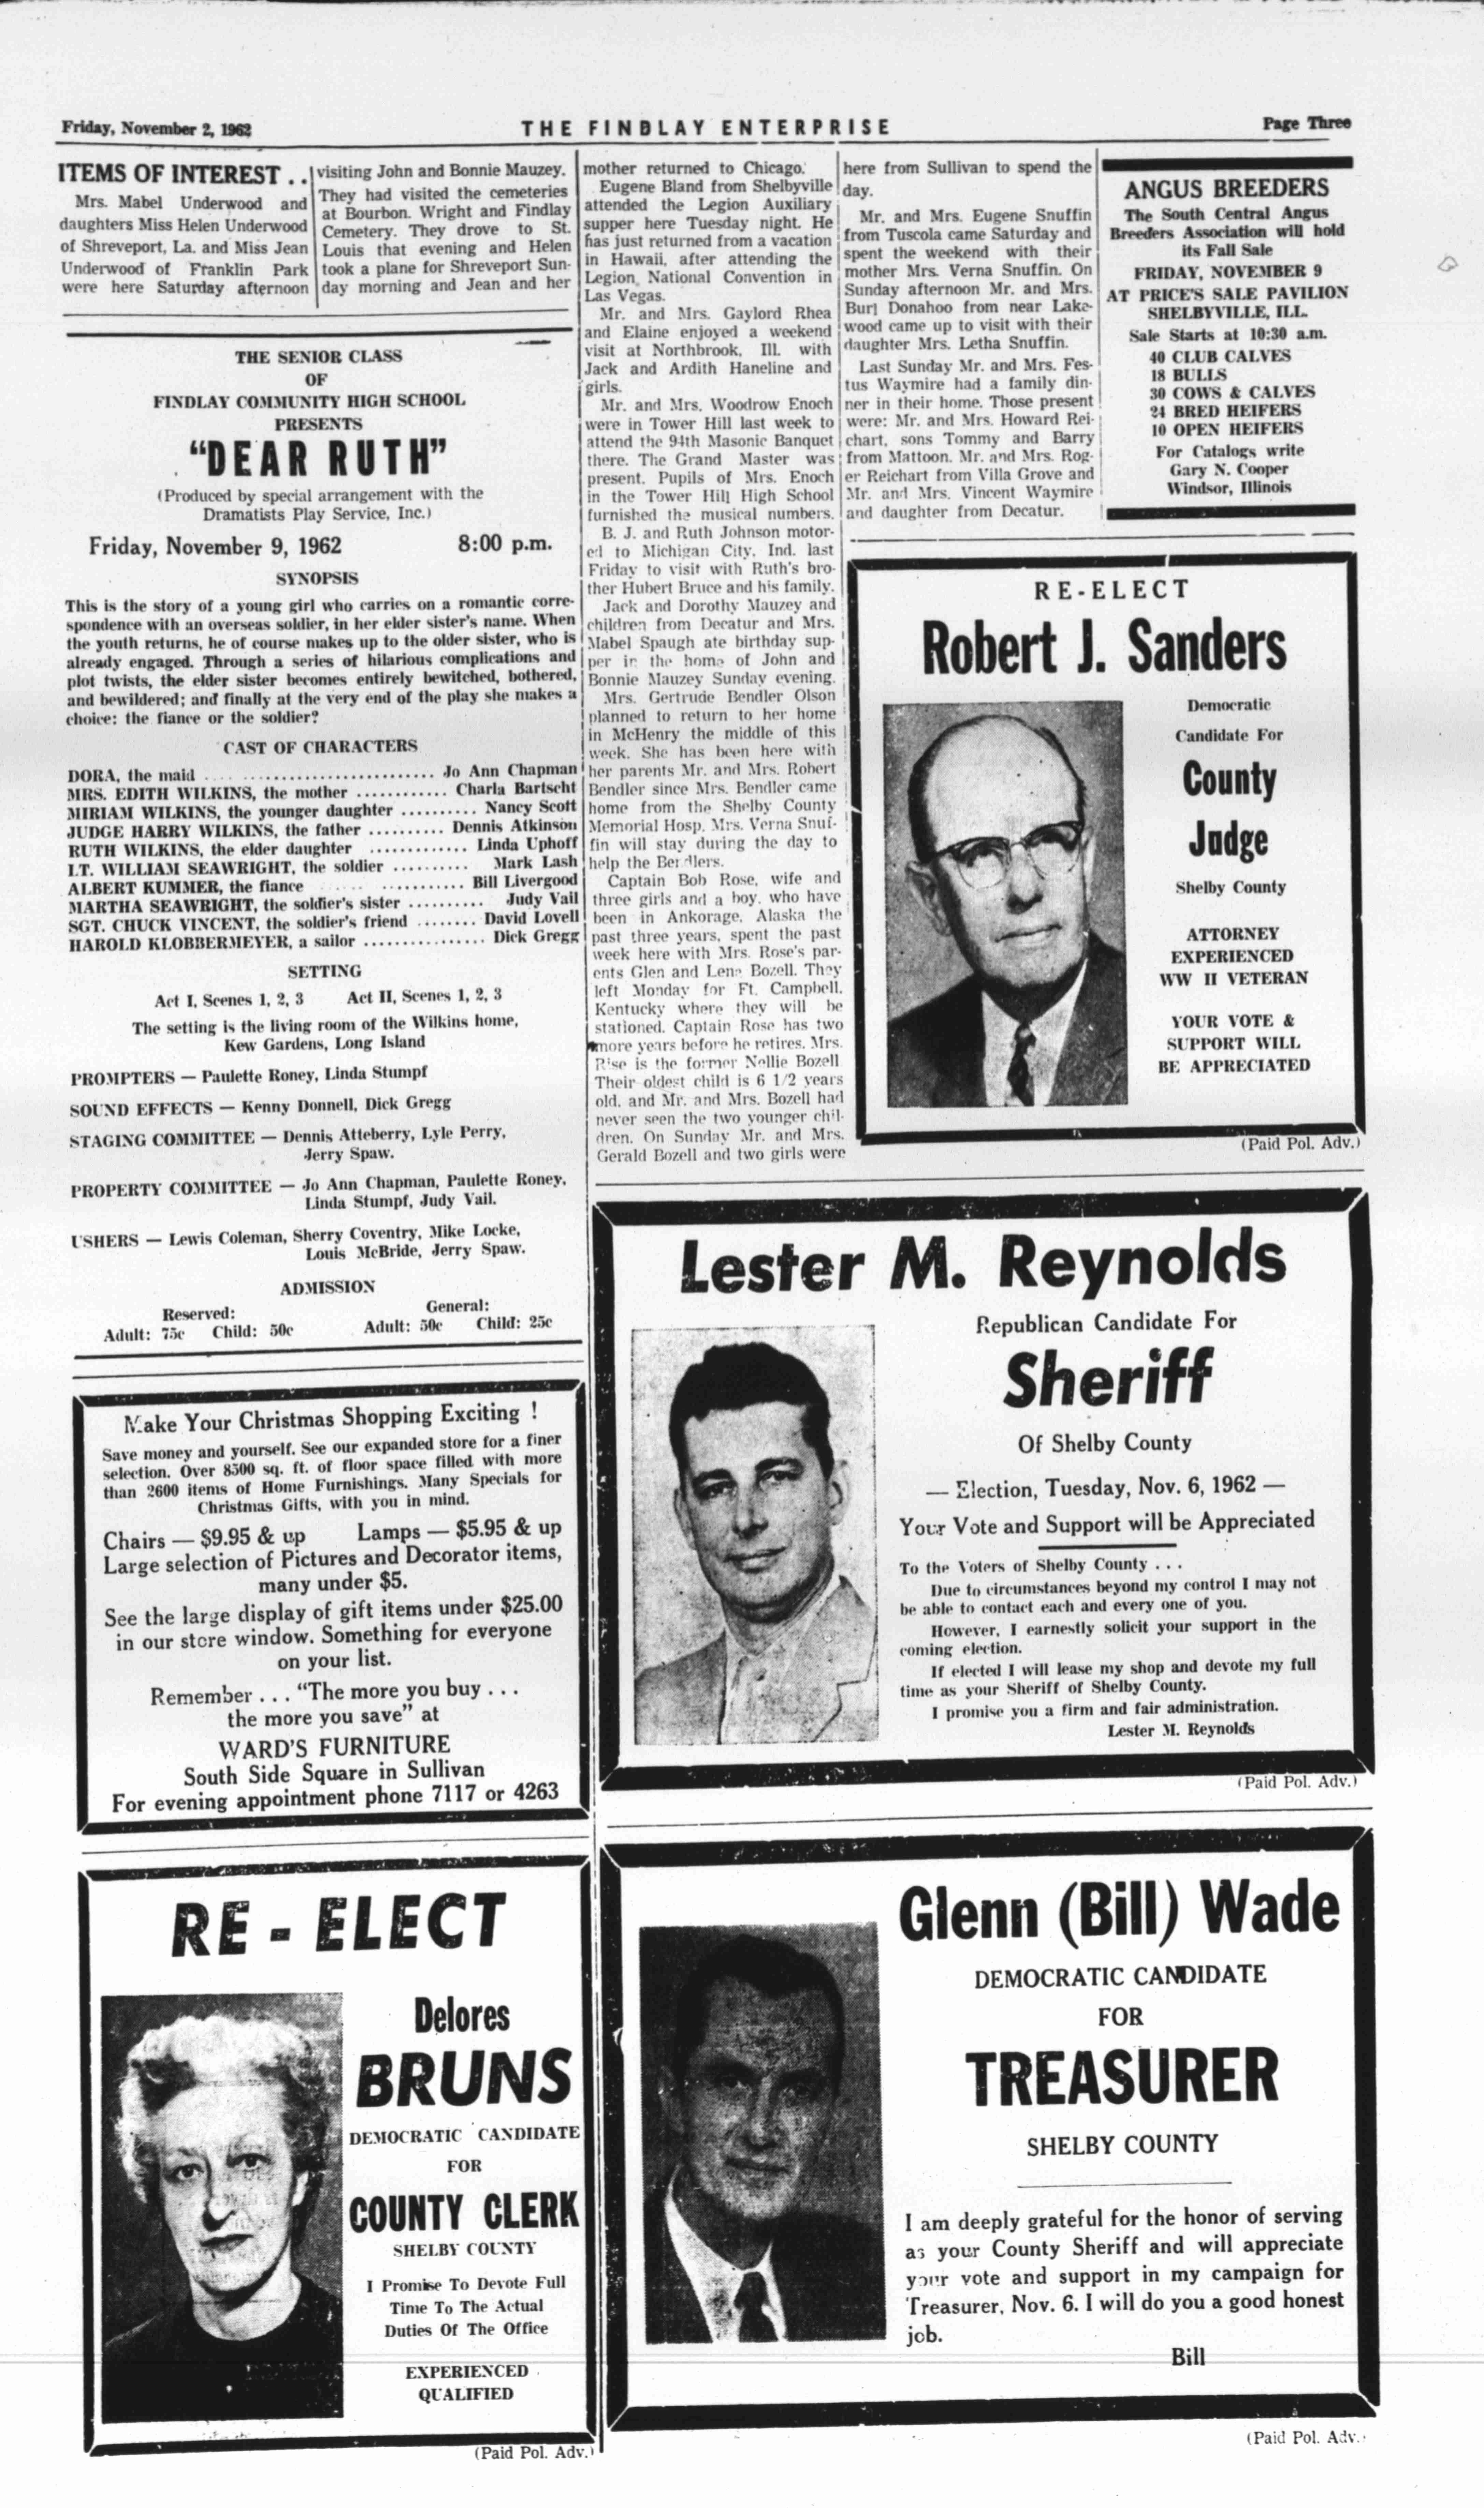 Friday, November 2, 1962
THE FINDLAY ENTERPRISE
Page Three
ITEMS OF INTEREST . .
Mrs. Mabel Underwood and
daughters Miss Helen Underwood
of Shreveport, La. and Miss Jean
Underwood of Franklin Park
were here Saturday afternoon
visiting John and Bonnie Mauzey.
They had visited the cemeteries
at Bourbon. Wright and Findlay
Cemetery. They drove to St.
Louis that evening and Helen
took a plane for Shreveport Sun-
day morning and Jean and her
mother returned to Chicago.
Eugene Bland from Shelbyville
attended the Legion Auxiliary
supper here Tuesday night. He
has just returned from a vacation
in Hawaii, after attending the
Legion National Convention in
Las Vegas.
Mr. and Mrs. Gaylord Rhea
and Elaine enjoyed a weekend
visit at Northbrook, Ill. with
Jack and Ardith Haneline and
girls.
Mr. and Mrs. Woodrow Enoch
were in Tower Hill last week to
attend the 94th Masonic Banquet
there. The Grand Master was
present. Pupils of Mrs. Enoch
in the Tower Hill High School
furnished the musical numbers.
B. J. and Ruth Johnson motor-
ed to Michigan City, Ind. last
Friday to visit with Ruth's bro-
ther Hubert Bruce and his family.
Jack and Dorothy Mauzey and
children from Decatur and Mrs.
Mabel Spaugh ate birthday sup-
per in the home of John and
Bonnie Mauzey Sunday evening.
Mrs. Gertrude Bendler Olson
planned to return to her home
in McHenry the middle of this
week. She has been here with
her parents Mr. and Mrs. Robert
Bendler since Mrs. Bendler came
home from the Shelby County
Memorial Hosp. Mrs. Verna Snuf-
fin will stay during the day to
help the Bendlers.
Captain Bob Rose, wife and
three girls and a boy, who have
been in Ankorage, Alaska the
past three years, spent the past
week here with Mrs. Rose's par-
ents Glen and Lena Bozell. They
left Monday for Ft. Campbell,
Kentucky where they will be
stationed. Captain Rose has two
more years before he retires. Mrs.
Rise is the former Nellie Bozell
Their oldest child is 6 1/2 years
old, and Mr. and Mrs. Bozell had
never seen the two younger chil-
dren. On Sunday Mr. and Mrs.
Gerald Bozell and two girls were
here from Sullivan to spend the
day.
Mr. and Mrs. Eugene Snuffin
from Tuscola came Saturday and
spent the weekend with their
mother Mrs. Verna Snuffin. On
Sunday afternoon Mr. and Mrs.
Burl Donahoo from near Lake-
wood came up to visit with their
daughter Mrs. Letha Snuffin.
Last Sunday Mr. and Mrs. Fes-
tus Waymire had a family din-
ner in their home. Those present
were: Mr. and Mrs. Howard Rei-
chart, sons Tommy and Barry
from Mattoon. Mr. and Mrs. Rog-
er Reichart from Villa Grove and
Mr. and Mrs. Vincent Waymire
and daughter from Decatur.
ANGUS BREEDERS
The South Central Angus
Breeders Association will hold
its Fall Sale
FRIDAY, NOVEMBER 9
AT PRICE'S SALE PAVILION
SHELBYVILLE, ILL.
Sale Starts at 10:30 a.m.
40 CLUB CALVES
18 BULLS
30 COWS & CALVES
24 BRED HEIFERS
10 OPEN HEIFERS
For Catalogs write
Gary N. Cooper
Windsor, Illinois
THE SENIOR CLASS
OF
FINDLAY COMMUNITY HIGH SCHOOL
PRESENTS
"DEAR RUTH"
(Produced by special arrangement with the
Dramatists Play Service, Inc.)
Friday, November 9, 1962 8:00 p.m.
SYNOPSIS
This is the story of a young girl who carries on a romantic corre-
spondence with an overseas soldier, in her elder sister's name. When
the youth returns, he of course makes up to the older sister, who is
already engaged. Through a series of hilarious complications and
plot twists, the elder sister becomes entirely bewitched, bothered,
and bewildered; and finally at the very end of the play she makes a
choice: the fiance or the soldier?
CAST OF CHARACTERS
DORA, the maid .... ......................... Jo Ann Chapman
MRS. EDITH WILKINS, the mother ............ Charla Bartscht
MIRIAM WILKINS, the younger daughter .......... Nancy Scott
JUDGE HARRY WILKINS, the father .......... Dennis Atkinson
RUTH WILKINS, the elder daughter ............. Linda Uphoff
LT. WILLIAM SEAWRIGHT, the soldier .......... Mark Lash
ALBERT KUMMER, the fiance ..... ........... Bill Livergood
MARTHA SEAWRIGHT, the soldier's sister .......... Judy Vail
SGT. CHUCK VINCENT, the soldier's friend ........ David Lovell
HAROLD KLOBBERMEYER, a sailor ................ Dick Gregg
SETTING
Act I, Scenes 1, 2, 3 Act II, Scenes 1, 2, 3
The setting is the living room of the Wilkins home,
Kew Gardens, Long Island
PROMPTERS — Paulette Roney, Linda Stumpf
SOUND EFFECTS — Kenny Donnell, Dick Gregg
STAGING COMMITTEE — Dennis Atteberry, Lyle Perry,
Jerry Spaw.
PROPERTY COMMITTEE — Jo Ann Chapman, Paulette Roney,
Linda Stumpf, Judy Vail.
USHERS — Lewis Coleman, Sherry Coventry, Mike Locke,
Louis McBride, Jerry Spaw.
ADMISSION
Reserved: General:
Adult: 75c Child: 50c Adult: 50c Child: 25c
RE-ELECT
Robert J. Sanders
Democratic
Candidate For
County
Judge
Shelby County
ATTORNEY
EXPERIENCED
WW II VETERAN
YOUR VOTE &
SUPPORT WILL
BE APPRECIATED
(Paid Pol. Adv.)
Lester M. Reynolds
Republican Candidate For
Sheriff
Of Shelby County
— Election, Tuesday, Nov. 6, 1962 —
Your Vote and Support will be Appreciated
To the Voters of Shelby County . . .
Due to circumstances beyond my control I may not
be able to contact each and every one of you.
However, I earnestly solicit your support in the
coming election.
If elected I will lease my shop and devote my full
time as your Sheriff of Shelby County.
I promise you a firm and fair administration.
Lester M. Reynolds
(Paid Pol. Adv.)
Make Your Christmas Shopping Exciting !
Save money and yourself. See our expanded store for a finer
selection. Over 8500 sq. ft. of floor space filled with more
than 2600 items of Home Furnishings. Many Specials for
Christmas Gifts, with you in mind.
Chairs — $9.95 & up Lamps — $5.95 & up
Large selection of Pictures and Decorator items,
many under $5.
See the large display of gift items under $25.00
in our store window. Something for everyone
on your list.
Remember . . . "The more you buy . . .
the more you save" at
WARD'S FURNITURE
South Side Square in Sullivan
For evening appointment phone 7117 or 4263
RE - ELECT
Delores
BRUNS
DEMOCRATIC CANDIDATE
FOR
COUNTY CLERK
SHELBY COUNTY
I Promise To Devote Full
Time To The Actual
Duties Of The Office
EXPERIENCED
QUALIFIED
(Paid Pol. Adv.)
Glenn (Bill) Wade
DEMOCRATIC CANDIDATE
FOR
TREASURER
SHELBY COUNTY
I am deeply grateful for the honor of serving
as your County Sheriff and will appreciate
your vote and support in my campaign for
Treasurer, Nov. 6. I will do you a good honest
job.
Bill
(Paid Pol. Adv.